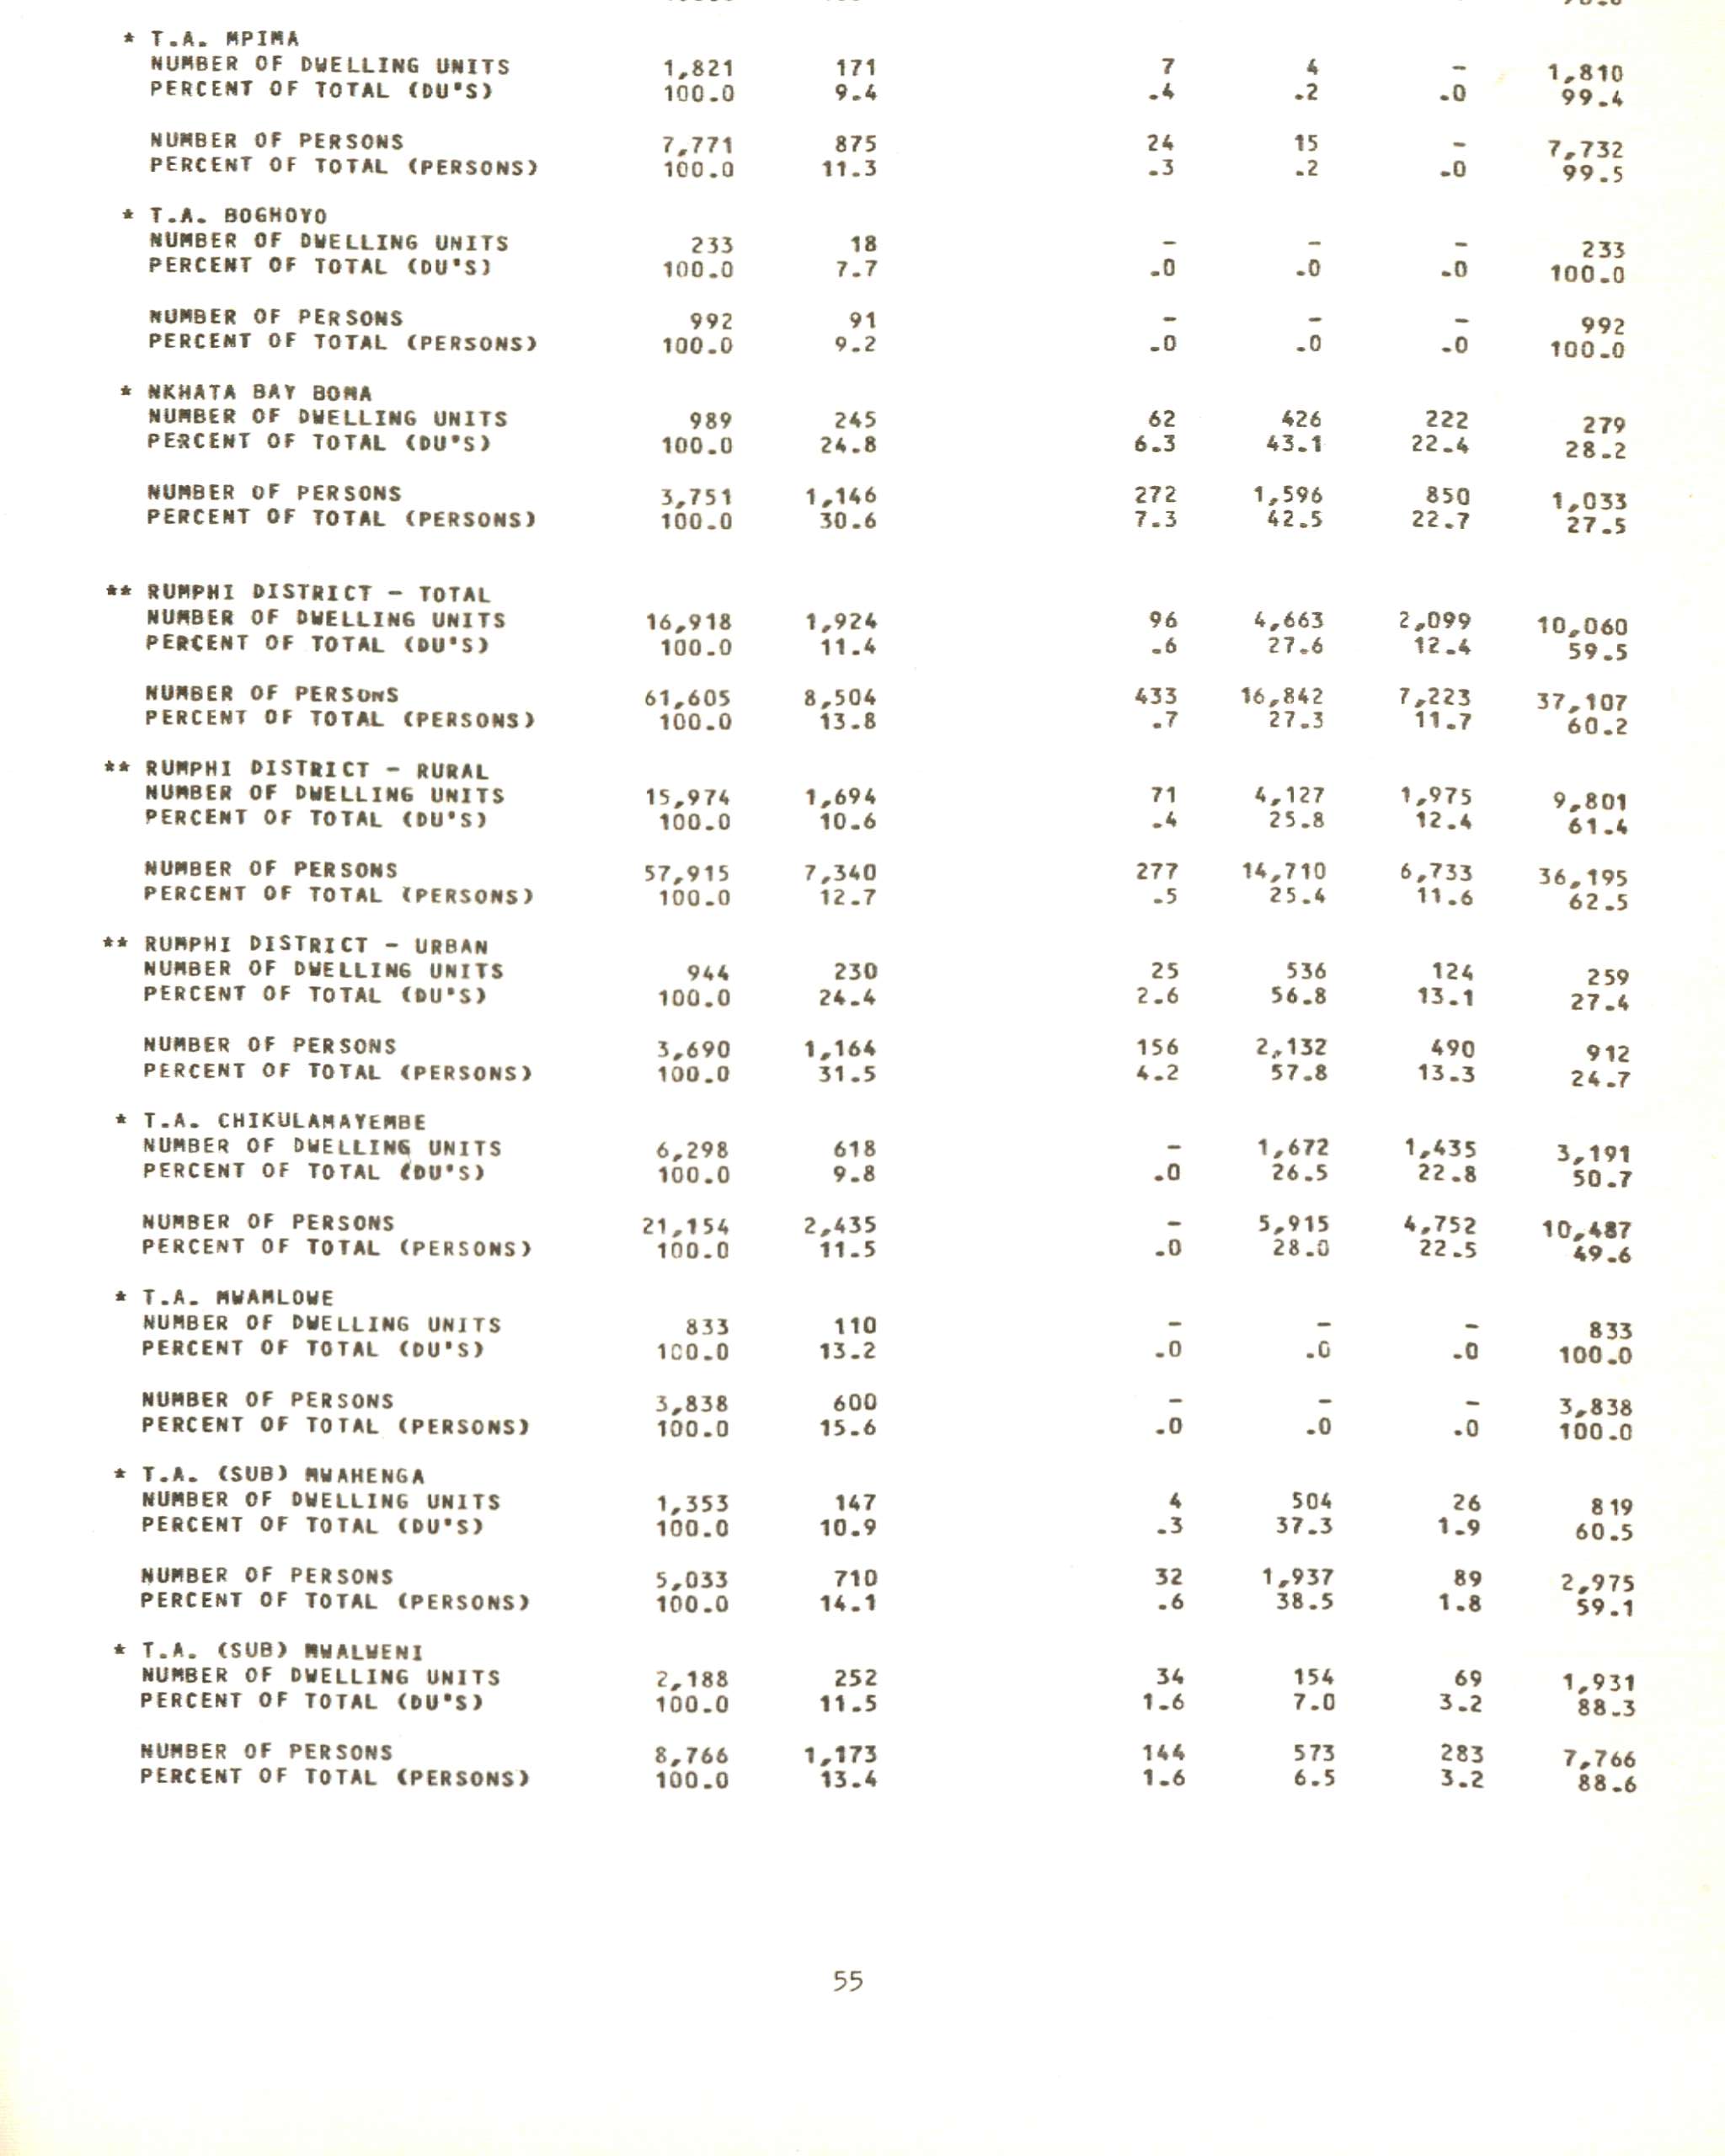 * T.A. MPIMA
NUMBER OF DWELLING UNITS 1,821 171 7 4 - 1,810
PERCENT OF TOTAL (DU'S) 100.0 9.4 .4 .2 .0 99.4
NUMBER OF PERSONS 7,771 875 24 15 - 7,732
PERCENT OF TOTAL (PERSONS) 100.0 11.3 .3 .2 .0 99.5
* T.A. BOGHOYO
NUMBER OF DWELLING UNITS 233 18 - - - 233
PERCENT OF TOTAL (DU'S) 100.0 7.7 .0 .0 .0 100.0
NUMBER OF PERSONS 992 91 - - - 992
PERCENT OF TOTAL (PERSONS) 100.0 9.2 .0 .0 .0 100.0
* NKHATA BAY BOMA
NUMBER OF DWELLING UNITS 989 245 62 426 222 279
PERCENT OF TOTAL (DU'S) 100.0 24.8 6.3 43.1 22.4 28.2
NUMBER OF PERSONS 3,751 1,146 272 1,596 850 1,033
PERCENT OF TOTAL (PERSONS) 100.0 30.6 7.3 42.5 22.7 27.5
** RUMPHI DISTRICT - TOTAL
NUMBER OF DWELLING UNITS 16,918 1,924 96 4,663 2,099 10,060
PERCENT OF TOTAL (DU'S) 100.0 11.4 .6 27.6 12.4 59.5
NUMBER OF PERSONS 61,605 8,504 433 16,842 7,223 37,107
PERCENT OF TOTAL (PERSONS) 100.0 13.8 .7 27.3 11.7 60.2
** RUMPHI DISTRICT - RURAL
NUMBER OF DWELLING UNITS 15,974 1,694 71 4,127 1,975 9,801
PERCENT OF TOTAL (DU'S) 100.0 10.6 .4 25.8 12.4 61.4
NUMBER OF PERSONS 57,915 7,340 277 14,710 6,733 36,195
PERCENT OF TOTAL (PERSONS) 100.0 12.7 .5 25.4 11.6 62.5
** RUMPHI DISTRICT - URBAN
NUMBER OF DWELLING UNITS 944 230 25 536 124 259
PERCENT OF TOTAL (DU'S) 100.0 24.4 2.6 56.8 13.1 27.4
NUMBER OF PERSONS 3,690 1,164 156 2,132 490 912
PERCENT OF TOTAL (PERSONS) 100.0 31.5 4.2 57.8 13.3 24.7
* T.A. CHIKULAMAYEMBE
NUMBER OF DWELLING UNITS 6,298 618 - 1,672 1,435 3,191
PERCENT OF TOTAL (DU'S) 100.0 9.8 .0 26.5 22.8 50.7
NUMBER OF PERSONS 21,154 2,435 - 5,915 4,752 10,487
PERCENT OF TOTAL (PERSONS) 100.0 11.5 .0 28.0 22.5 49.6
* T.A. MWAMLOWE
NUMBER OF DWELLING UNITS 833 110 - - - 833
PERCENT OF TOTAL (DU'S) 100.0 13.2 .0 .0 .0 100.0
NUMBER OF PERSONS 3,838 600 - - - 3,838
PERCENT OF TOTAL (PERSONS) 100.0 15.6 .0 .0 .0 100.0
* T.A. (SUB) MWAHENGA
NUMBER OF DWELLING UNITS 1,353 147 4 504 26 819
PERCENT OF TOTAL (DU'S) 100.0 10.9 .3 37.3 1.9 60.5
NUMBER OF PERSONS 5,033 710 32 1,937 89 2,975
PERCENT OF TOTAL (PERSONS) 100.0 14.1 .6 38.5 1.8 59.1
* T.A. (SUB) MWALWENI
NUMBER OF DWELLING UNITS 2,188 252 34 154 69 1,931
PERCENT OF TOTAL (DU'S) 100.0 11.5 1.6 7.0 3.2 88.3
NUMBER OF PERSONS 8,766 1,173 144 573 283 7,766
PERCENT OF TOTAL (PERSONS) 100.0 13.4 1.6 6.5 3.2 88.6
55